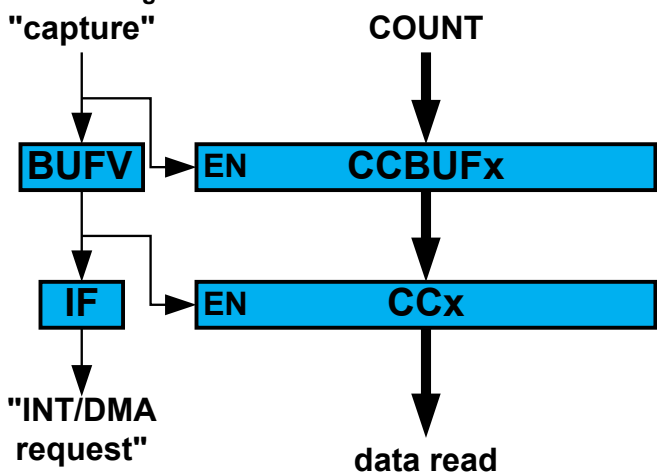 "capture"
COUNT
BUFV
EN
CCBUFx
IF
EN
CCx
"INT/DMA
request"
data read